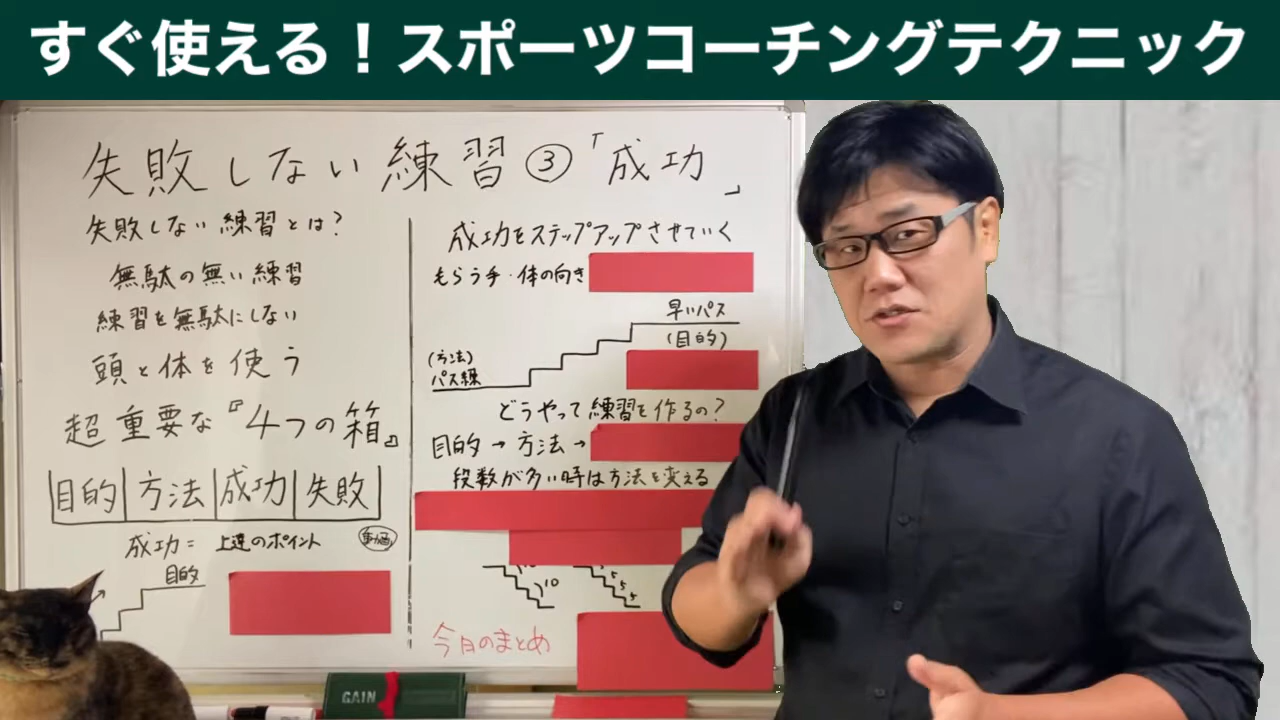 すぐ使える！スポーツコーチングテクニック
失敗しない練習③「成功」
失敗しない練習とは？
無駄の無い練習
練習を無駄にしない
頭と体を使う
超重要な『4つの箱』
目的 方法 成功 失敗
成功＝ 上達のポイント
動画
目的
成功をステップアップさせていく
もらう手・体の向き
早いパス
(目的)
(方法)
パス練
どうやって練習を作るの？
目的→方法→
段数が多い時は方法を変える
10
5 5 5
今日のまとめ
GAIN